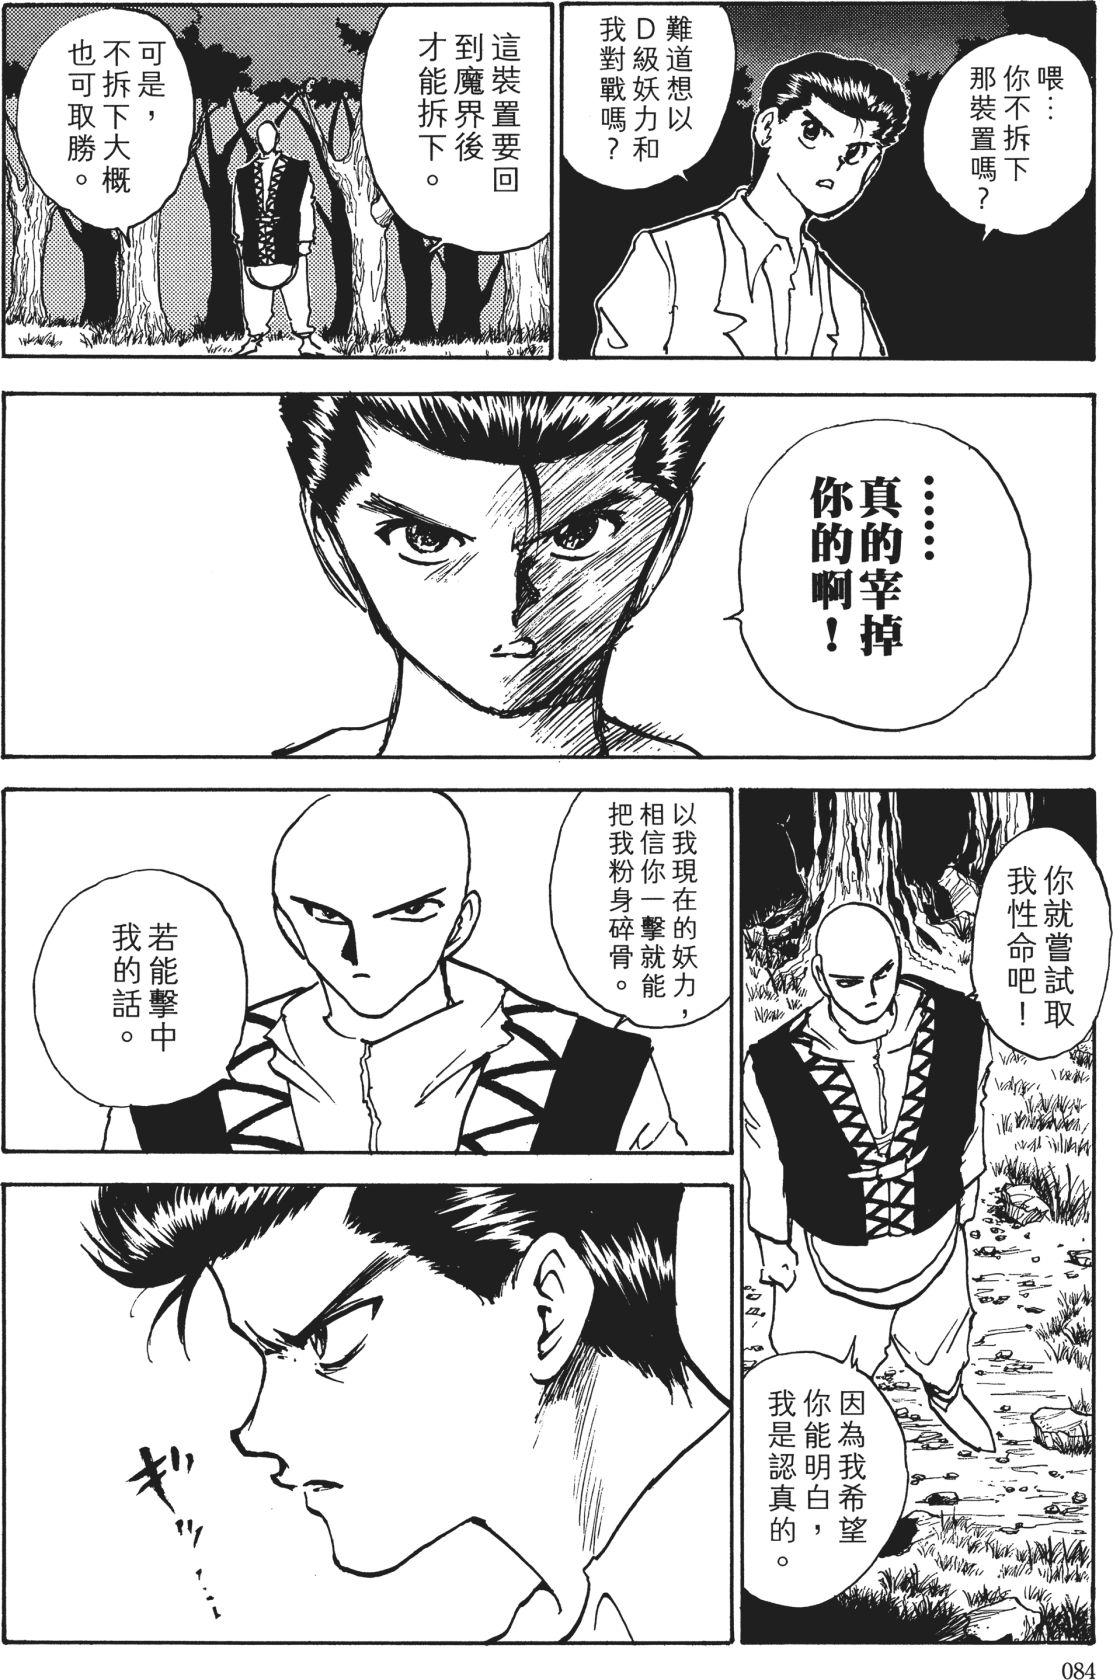 喂…
你不拆下
那裝置嗎？
難道想以
D級妖力和
我對戰嗎？
這裝置要回
到魔界後
才能拆下。
可是，
不拆下大概
也可取勝。
……
真的宰掉
你的啊！
你就嘗試取
我性命吧！
因為我希望
你能明白，
我是認真的。
以我現在的妖力，
相信你一擊就能
把我粉身碎骨。
若能擊中
我的話。
ギリッ…
084